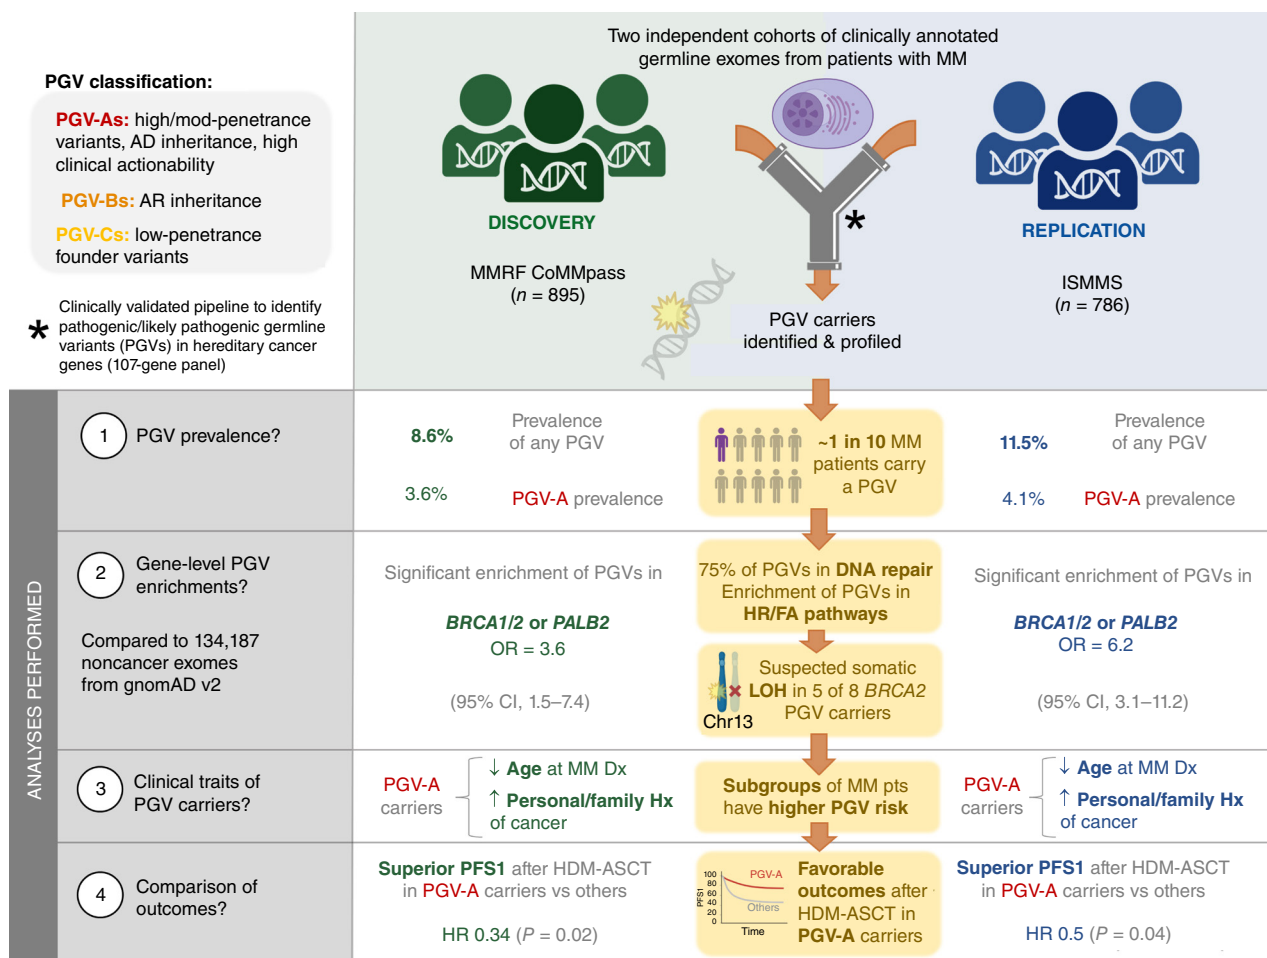 Two independent cohorts of clinically annotated
germline exomes from patients with MM
PGV classification:
PGV-As: high/mod-penetrance
variants, AD inheritance, high
clinical actionability
PGV-Bs: AR inheritance
PGV-Cs: low-penetrance
founder variants
* Clinically validated pipeline to identify
pathogenic/likely pathogenic germline
variants (PGVs) in hereditary cancer
genes (107-gene panel)
DISCOVERY
MMRF CoMMpass
(n = 895)
*
PGV carriers
identified & profiled
REPLICATION
ISMMS
(n = 786)
ANALYSES PERFORMED
1 PGV prevalence?
8.6%
Prevalence
of any PGV
3.6%
PGV-A prevalence
~1 in 10 MM
patients carry
a PGV
11.5%
Prevalence
of any PGV
4.1%
PGV-A prevalence
2 Gene-level PGV
enrichments?
Compared to 134,187
noncancer exomes
from gnomAD v2
Significant enrichment of PGVs in
BRCA1/2 or PALB2
OR = 3.6
(95% CI, 1.5–7.4)
75% of PGVs in DNA repair
Enrichment of PGVs in
HR/FA pathways
Suspected somatic
LOH in 5 of 8 BRCA2
PGV carriers
Chr13
Significant enrichment of PGVs in
BRCA1/2 or PALB2
OR = 6.2
(95% CI, 3.1–11.2)
3 Clinical traits of
PGV carriers?
PGV-A
carriers
↓ Age at MM Dx
↑ Personal/family Hx
of cancer
Subgroups of MM pts
have higher PGV risk
PGV-A
carriers
↓ Age at MM Dx
↑ Personal/family Hx
of cancer
4 Comparison of
outcomes?
Superior PFS1 after HDM-ASCT
in PGV-A carriers vs others
HR 0.34 (P = 0.02)
PFS1
100
80
60
40
20
0
PGV-A
Others
Time
Favorable
outcomes after
HDM-ASCT in
PGV-A carriers
Superior PFS1 after HDM-ASCT
in PGV-A carriers vs others
HR 0.5 (P = 0.04)